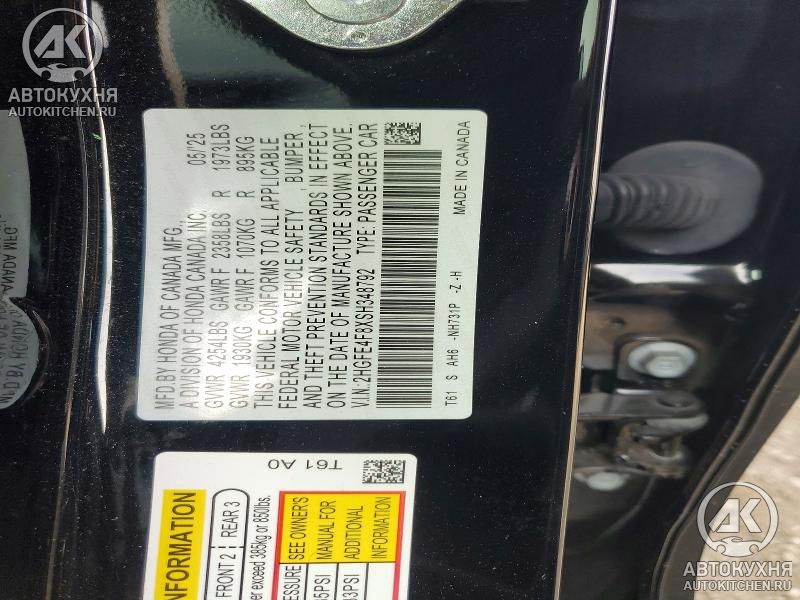 АВТОКУХНЯ
AUTOKITCHEN.RU
MFD.BY HONDA OF CANADA MFG., 05/25
A DIVISION OF HONDA CANADA INC.
GVWR 4254LBS GAWR F 2358LBS R 1973LBS
GVWR 1930KG GAWR F 1070KG R 895KG
THIS VEHICLE CONFORMS TO ALL APPLICABLE
FEDERAL MOTOR VEHICLE SAFETY , BUMPER ,
AND THEFT PREVENTION STANDARDS IN EFFECT
ON THE DATE OF MANUFACTURE SHOWN ABOVE.
V.I.N:2HGFE4F8XSH348792 TYPE: PASSENGER CAR
T61 S AH6 -NH731P -Z -H MADE IN CANADA
T61 A0
INFORMATION
FRONT 2 REAR 3
exceed 385kg or 850lbs.
SEE OWNER'S
MANUAL FOR
ADDITIONAL
INFORMATION
АВТОКУХНЯ
AUTOKITCHEN.RU